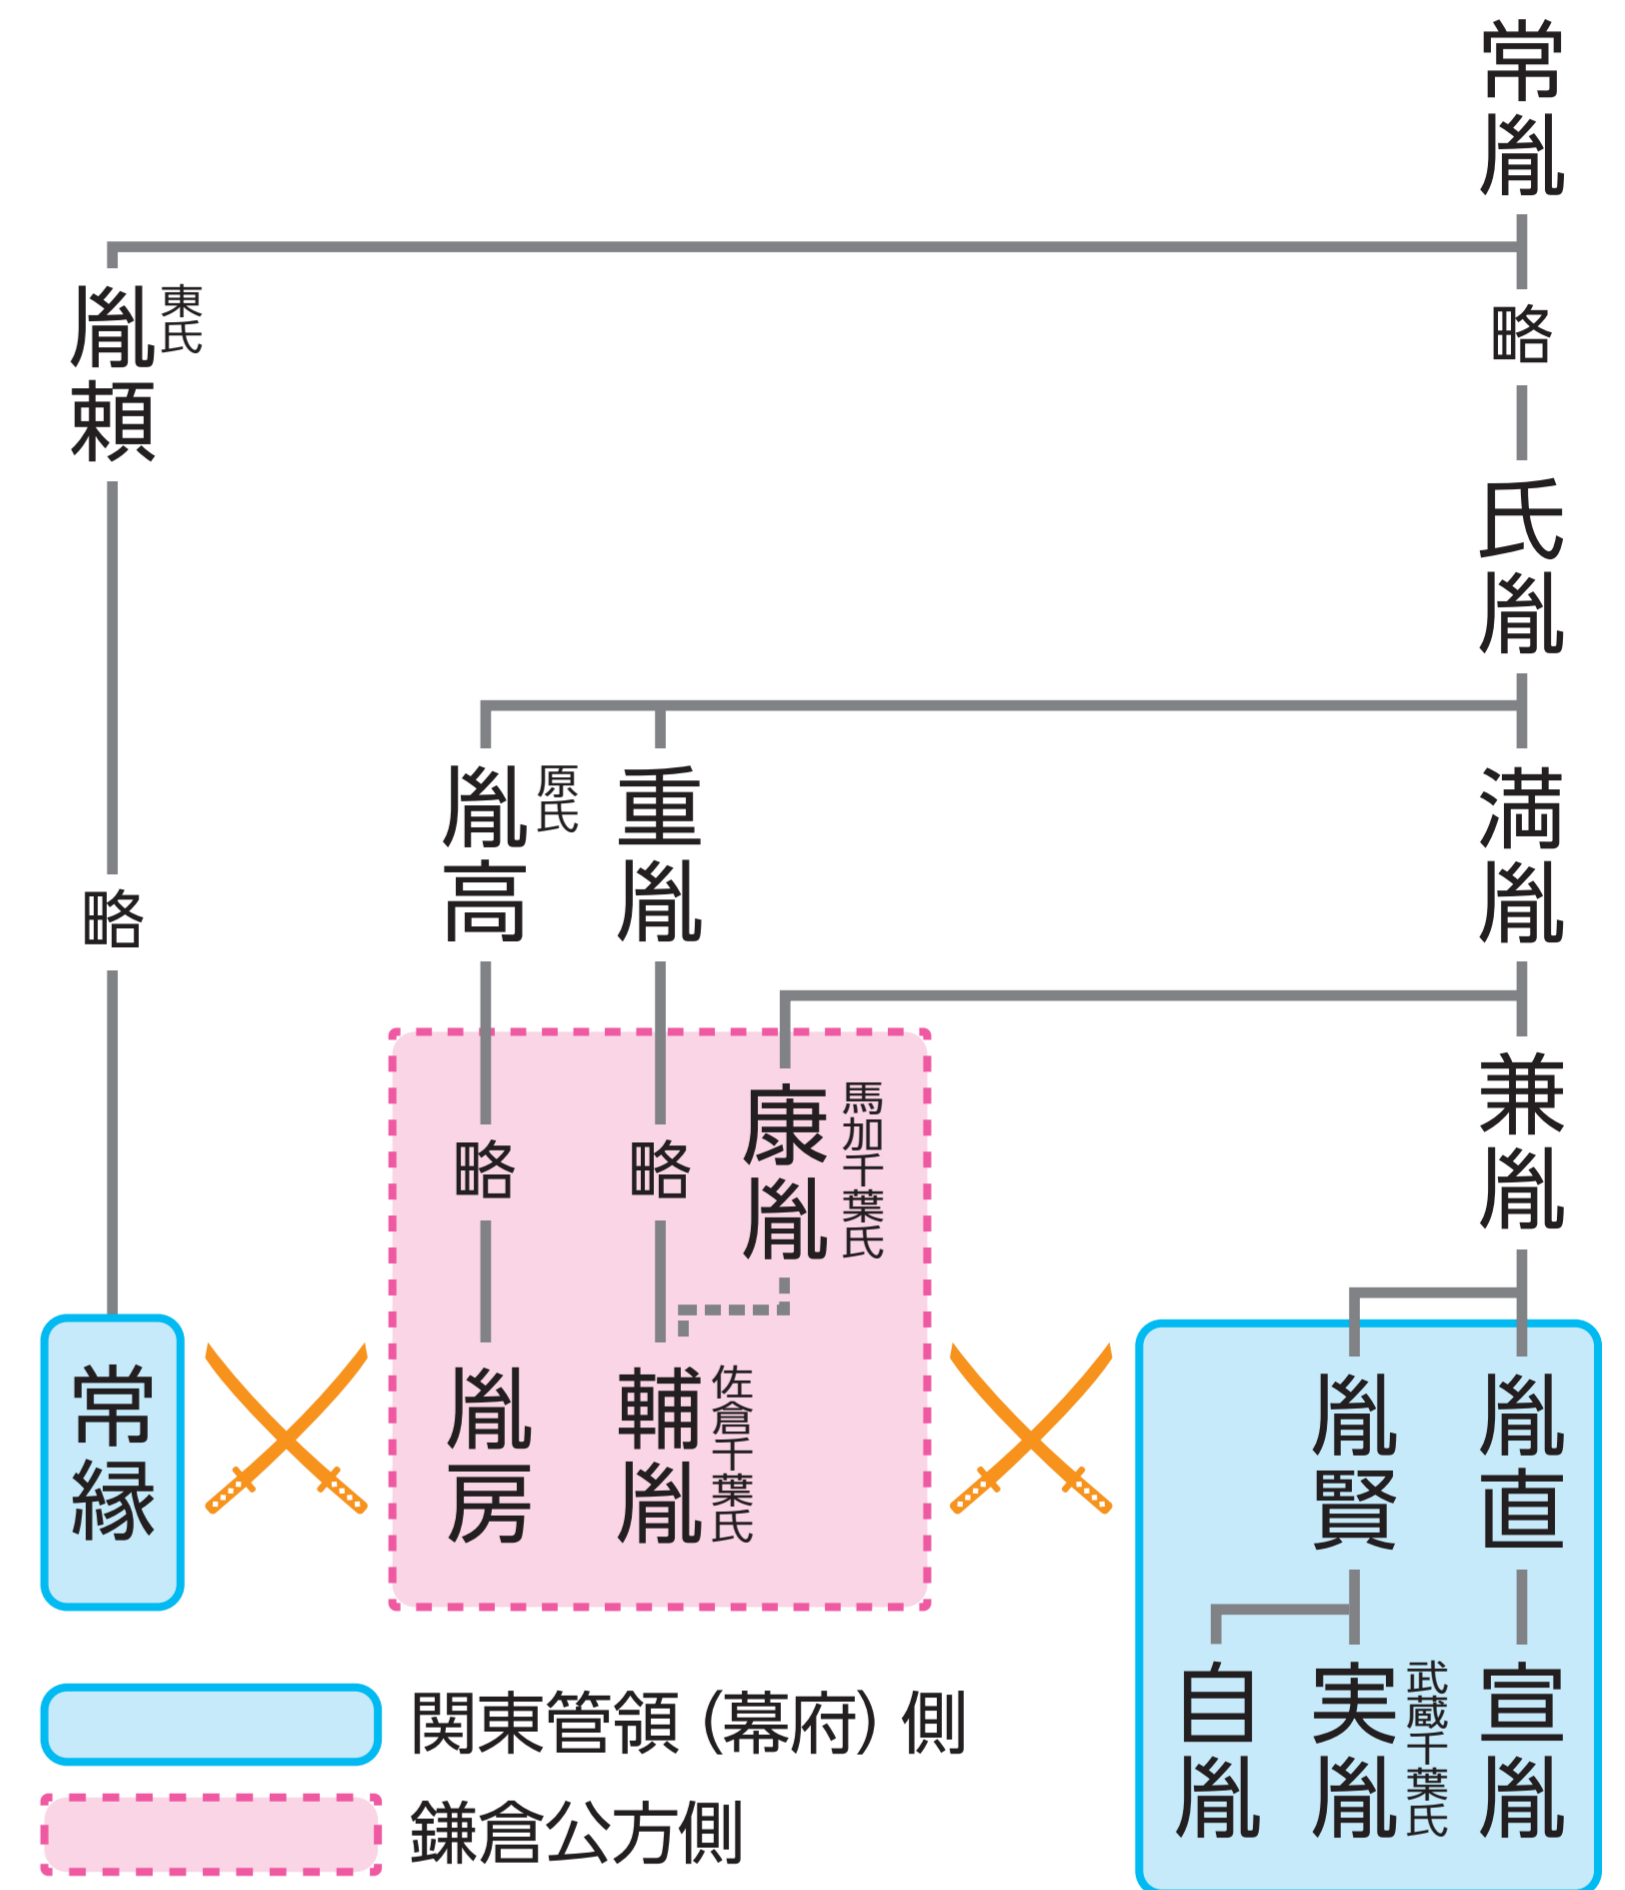 常胤
略
東氏
胤頼
氏胤
満胤
重胤
原氏
胤高
略
兼胤
馬加千葉氏
康胤
略
略
胤直
胤賢
佐倉千葉氏
輔胤
胤房
常縁
宣胤
武蔵千葉氏
実胤
自胤
関東管領（幕府）側
鎌倉公方側